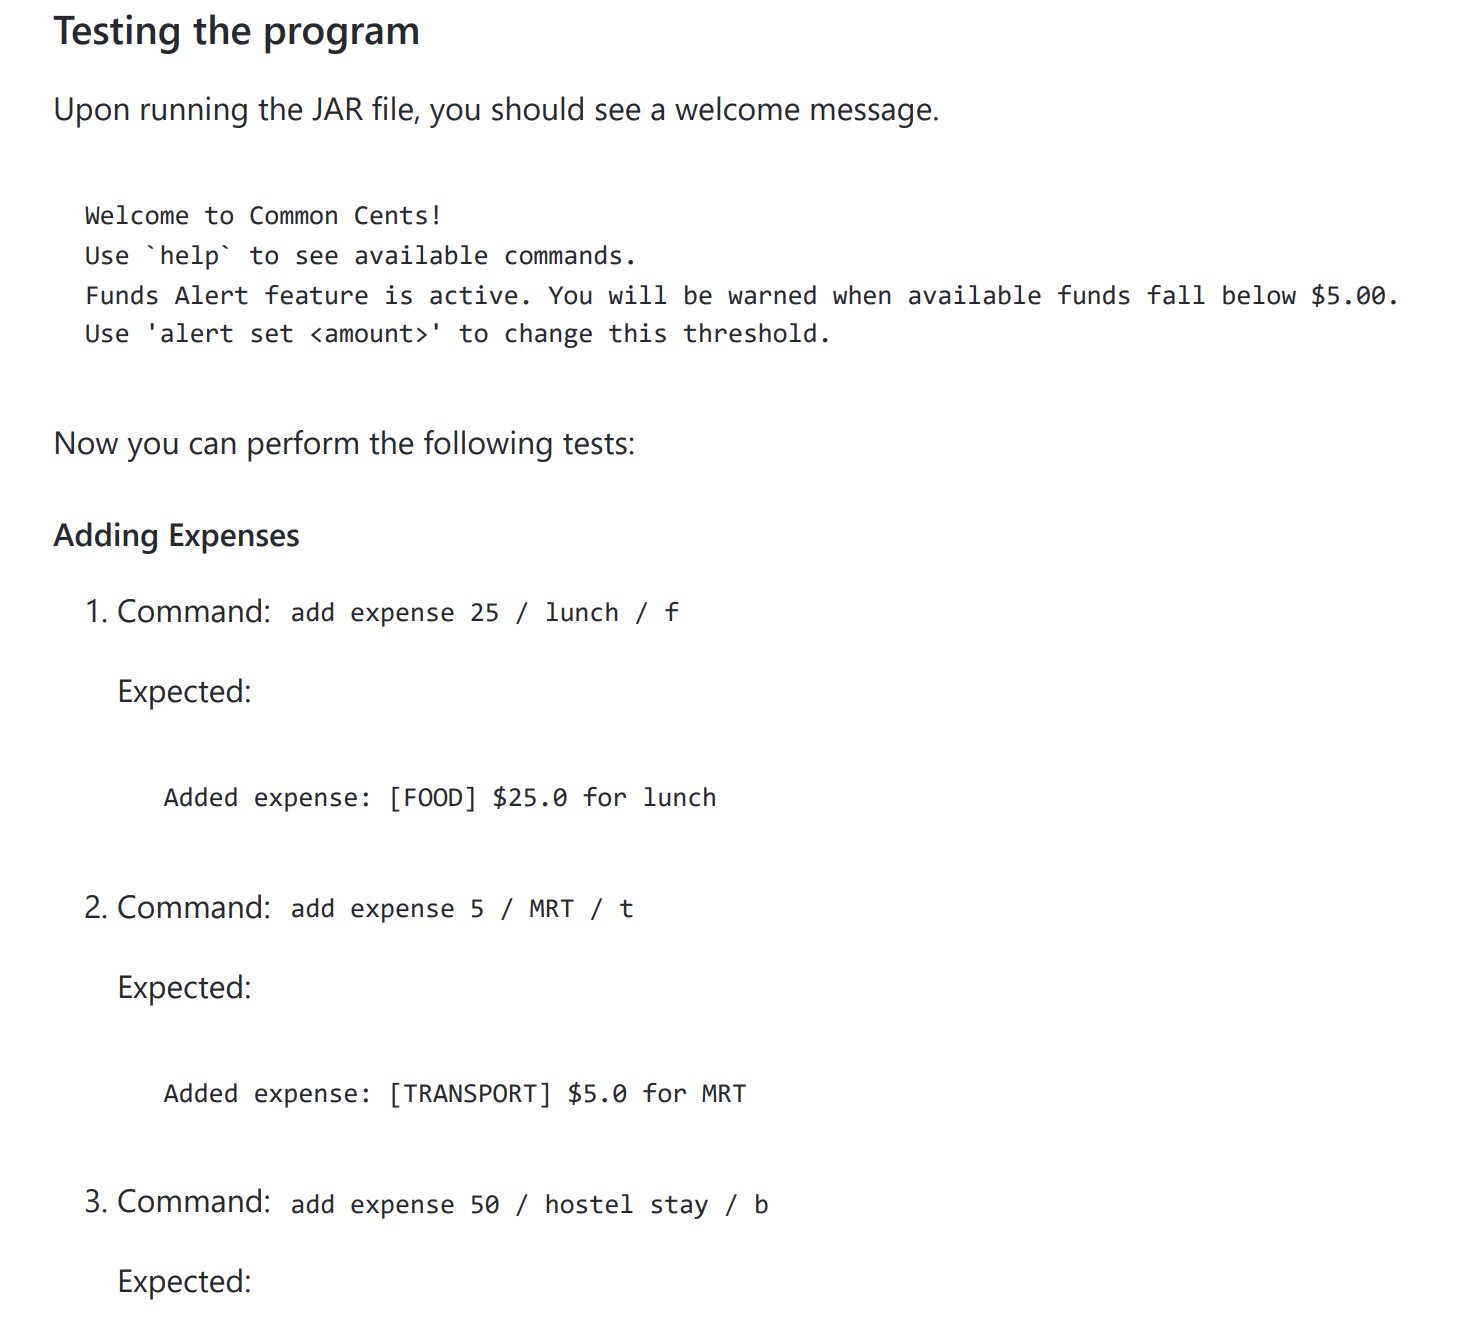 Testing the program
Upon running the JAR file, you should see a welcome message.
Welcome to Common Cents!
Use `help` to see available commands.
Funds Alert feature is active. You will be warned when available funds fall below $5.00.
Use 'alert set <amount>' to change this threshold.
Now you can perform the following tests:
Adding Expenses
1. Command: add expense 25 / lunch / f
Expected:
Added expense: [FOOD] $25.0 for lunch
2. Command: add expense 5 / MRT / t
Expected:
Added expense: [TRANSPORT] $5.0 for MRT
3. Command: add expense 50 / hostel stay / b
Expected: